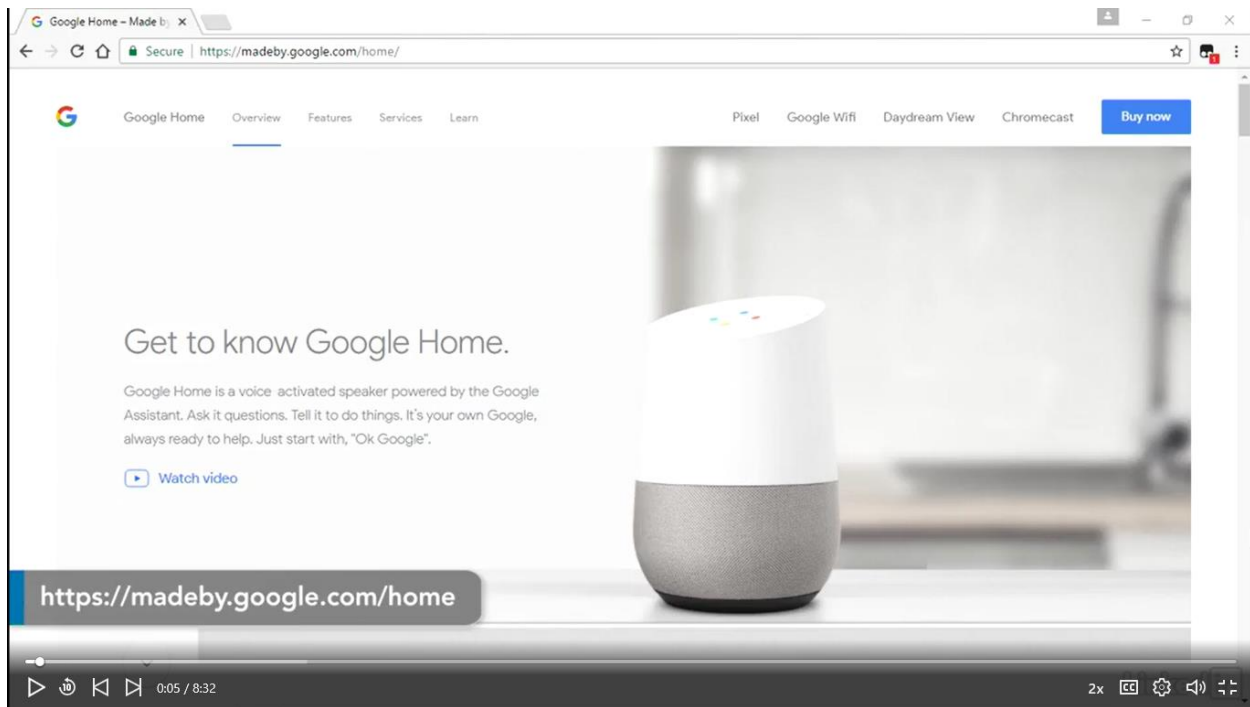 Google Home – Made b
Secure | https://madeby.google.com/home/
1
Google Home Overview Features Services Learn Pixel Google Wifi Daydream View Chromecast Buy now
Get to know Google Home.
Google Home is a voice activated speaker powered by the Google
Assistant. Ask it questions. Tell it to do things. It's your own Google,
always ready to help. Just start with, "Ok Google".
Watch video
https://madeby.google.com/home
10 0:05 / 8:32 2x CC